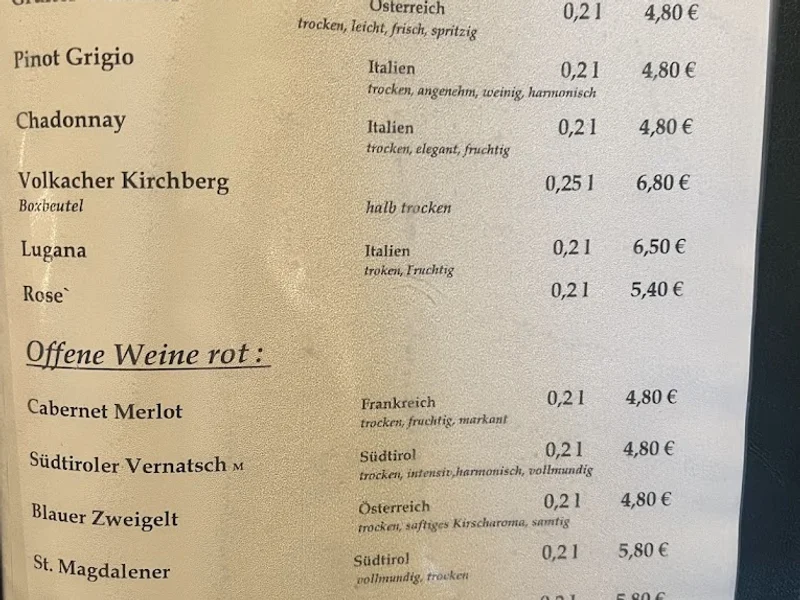 Österreich 0,2 l 4,80 €
trocken, leicht, frisch, spritzig
Pinot Grigio Italien 0,2 l 4,80 €
trocken, angenehm, weinig, harmonisch
Chadonnay Italien 0,2 l 4,80 €
trocken, elegant, fruchtig
Volkacher Kirchberg 0,25 l 6,80 €
Boxbeutel halb trocken
Lugana Italien 0,2 l 6,50 €
troken, Fruchtig
Rose` 0,2 l 5,40 €
Offene Weine rot :
Cabernet Merlot Frankreich 0,2 l 4,80 €
trocken, fruchtig, markant
Südtiroler Vernatsch M Südtirol 0,2 l 4,80 €
trocken, intensiv,harmonisch, vollmundig
Blauer Zweigelt Österreich 0,2 l 4,80 €
trocken, saftiges Kirscharoma, samtig
St. Magdalener Südtirol 0,2 l 5,80 €
vollmundig, trocken
0,2 l 5,80 €